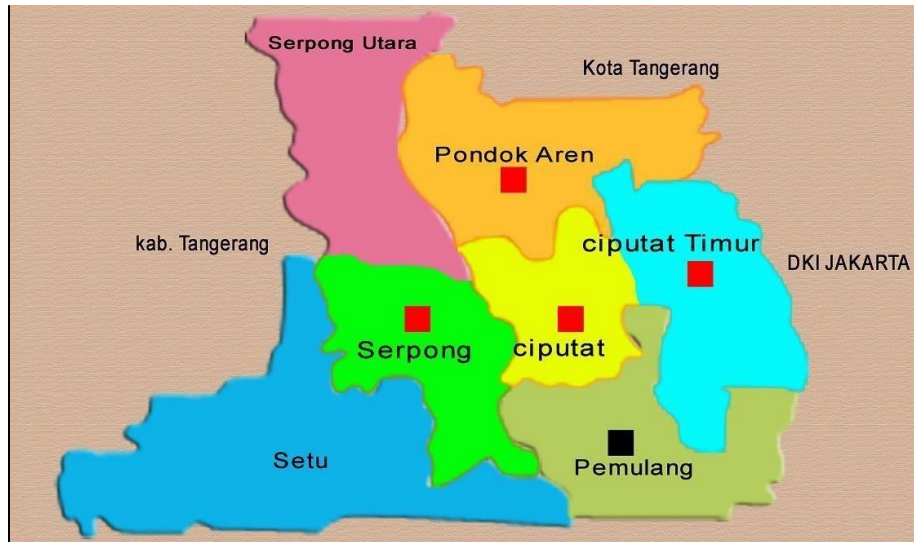 Serpong Utara
Kota Tangerang
Pondok Aren
kab. Tangerang
ciputat Timur
DKI JAKARTA
Serpong
ciputat
Setu
Pemulang